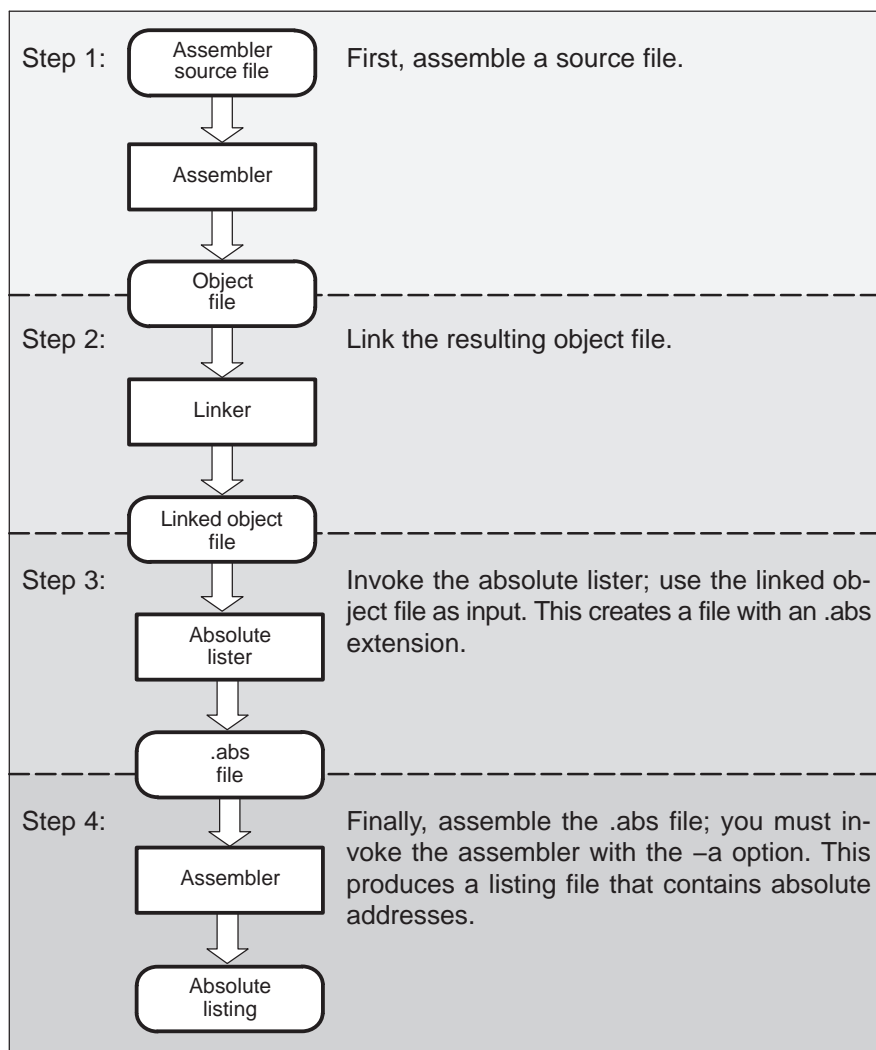 Step 1:
Assembler
source file
First, assemble a source file.
Assembler
Object
file
Step 2:
Link the resulting object file.
Linker
Linked object
file
Step 3:
Invoke the absolute lister; use the linked ob-
ject file as input. This creates a file with an .abs
extension.
Absolute
lister
.abs
file
Step 4:
Finally, assemble the .abs file; you must in-
voke the assembler with the –a option. This
produces a listing file that contains absolute
addresses.
Assembler
Absolute
listing